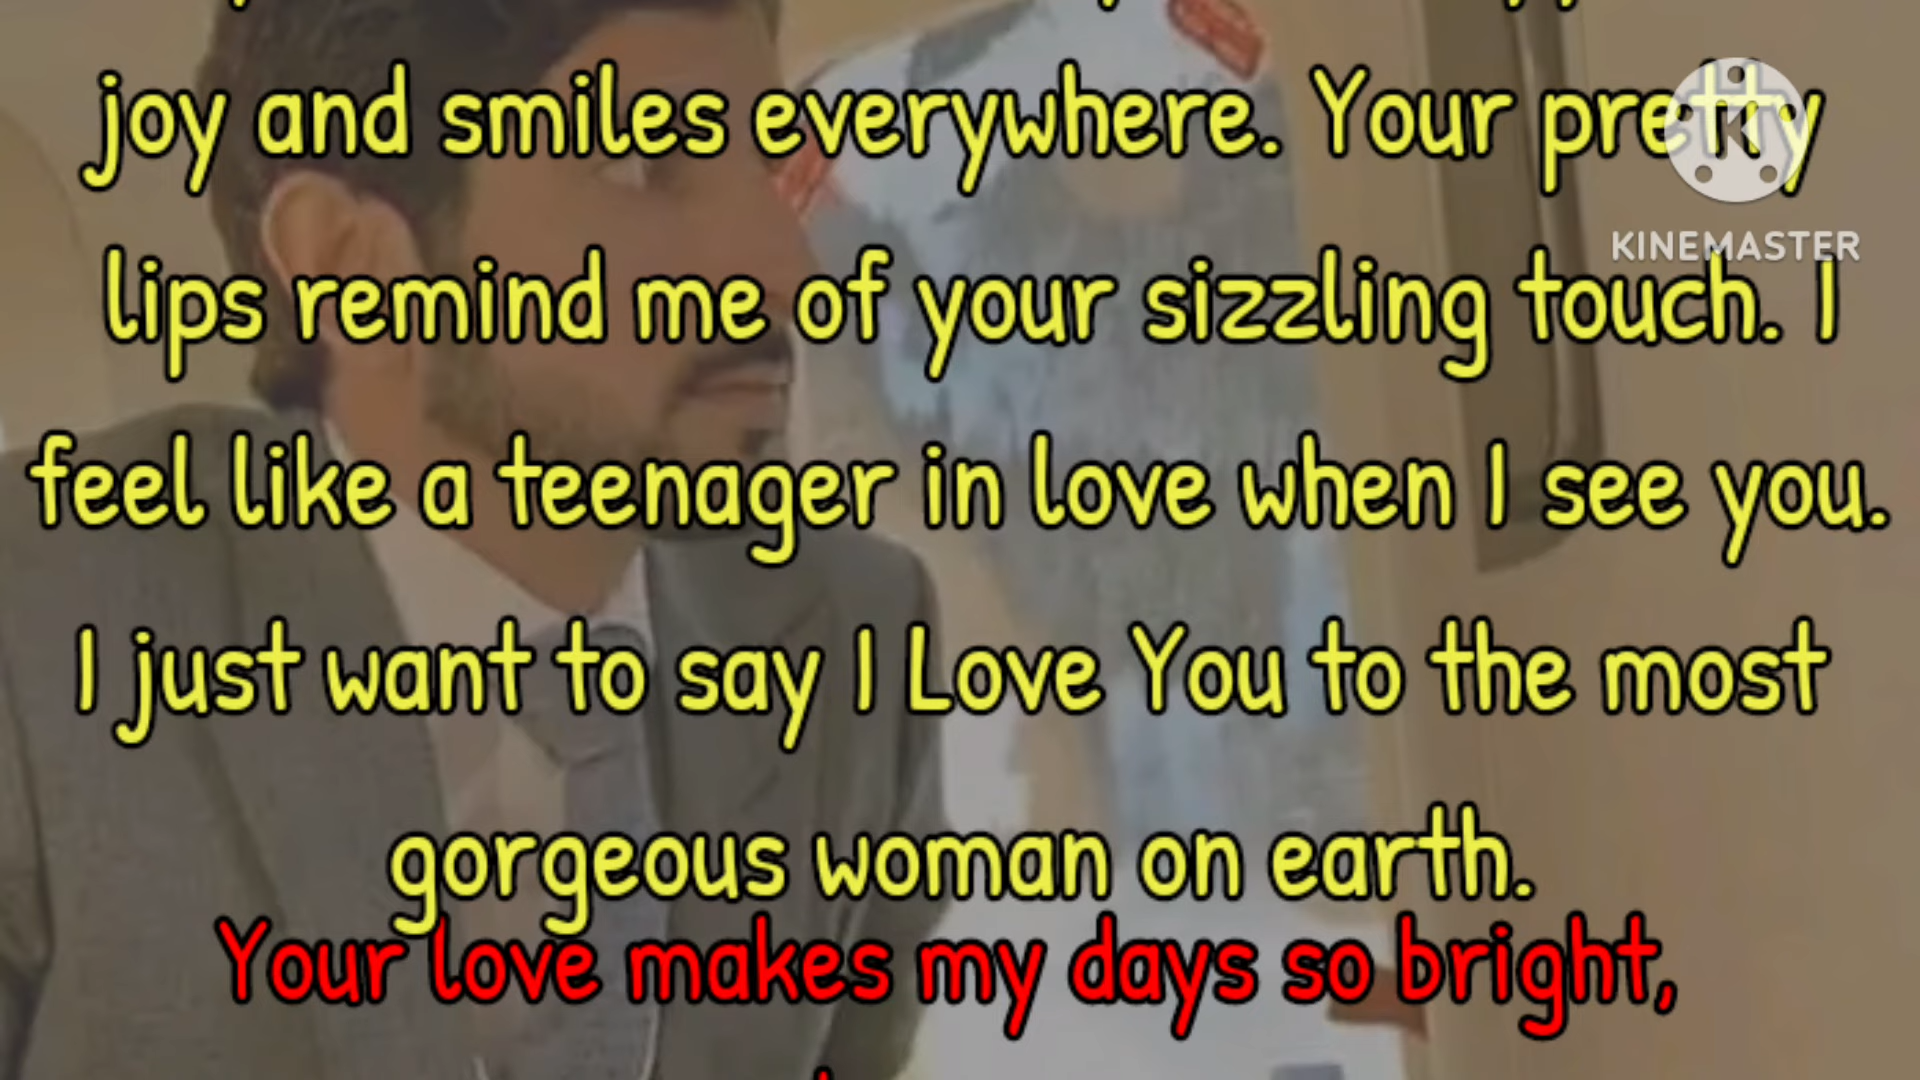 joy and smiles everywhere. Your pretty
KINEMASTER
lips remind me of your sizzling touch. I
feel like a teenager in love when I see you.
I just want to say I Love You to the most
gorgeous woman on earth.
Your love makes my days so bright,